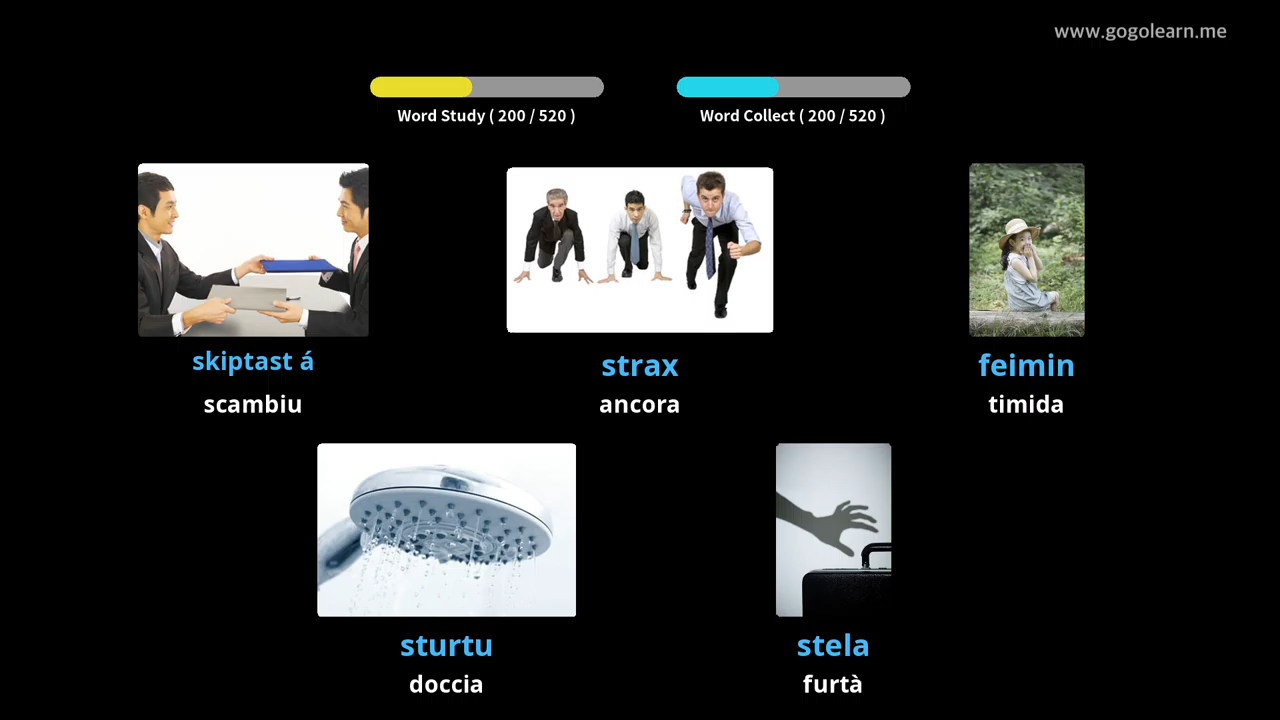 www.gogolearn.me
Word Study ( 200 / 520 )
Word Collect ( 200 / 520 )
skiptast á
scambiu
strax
ancora
feimin
timida
sturtu
doccia
stela
furtà